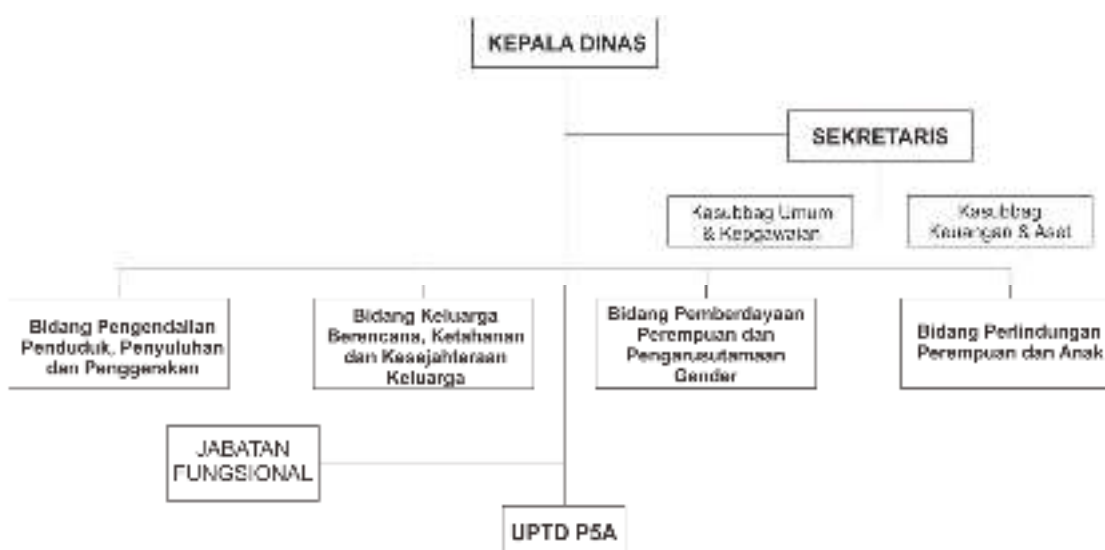 KEPALA DINAS
SEKRETARIS
Kasubbag Umum
& Kepgawaian
Kasubbag
Keuangan & Aset
Bidang Pengendalian
Penduduk, Penyuluhan
dan Penggerakan
Bidang Keluarga
Berencana, Ketahanan
dan Kesejahteraan
Keluarga
Bidang Pemberdayaan
Perempuan dan
Pengarusutamaan
Gender
Bidang Perlindungan
Perempuan dan Anak
JABATAN
FUNGSIONAL
UPTD P5A